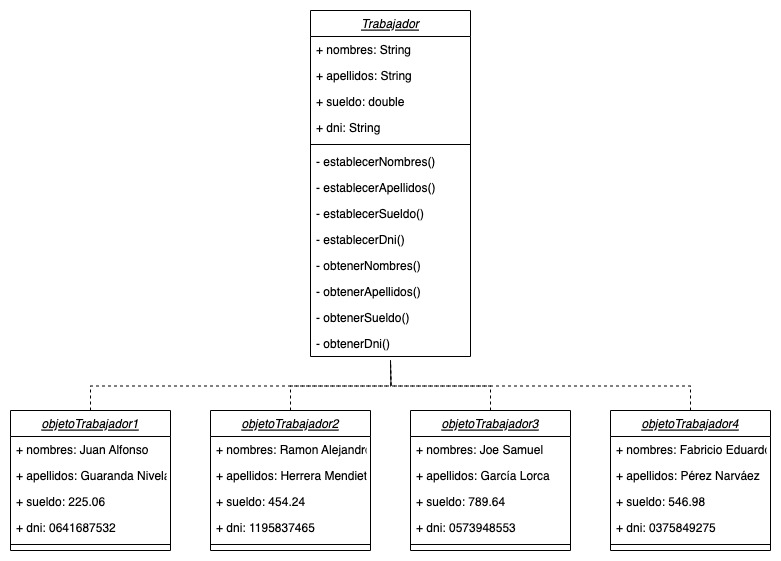 Trabajador
+ nombres: String
+ apellidos: String
+ sueldo: double
+ dni: String
- establecerNombres()
- establecerApellidos()
- establecerSueldo()
- establecerDni()
- obtenerNombres()
- obtenerApellidos()
- obtenerSueldo()
- obtenerDni()
objetoTrabajador1
+ nombres: Juan Alfonso
+ apellidos: Guaranda Nivela
+ sueldo: 225.06
+ dni: 0641687532
objetoTrabajador2
+ nombres: Ramon Alejandro
+ apellidos: Herrera Mendiet
+ sueldo: 454.24
+ dni: 1195837465
objetoTrabajador3
+ nombres: Joe Samuel
+ apellidos: García Lorca
+ sueldo: 789.64
+ dni: 0573948553
objetoTrabajador4
+ nombres: Fabricio Eduardo
+ apellidos: Pérez Narváez
+ sueldo: 546.98
+ dni: 0375849275